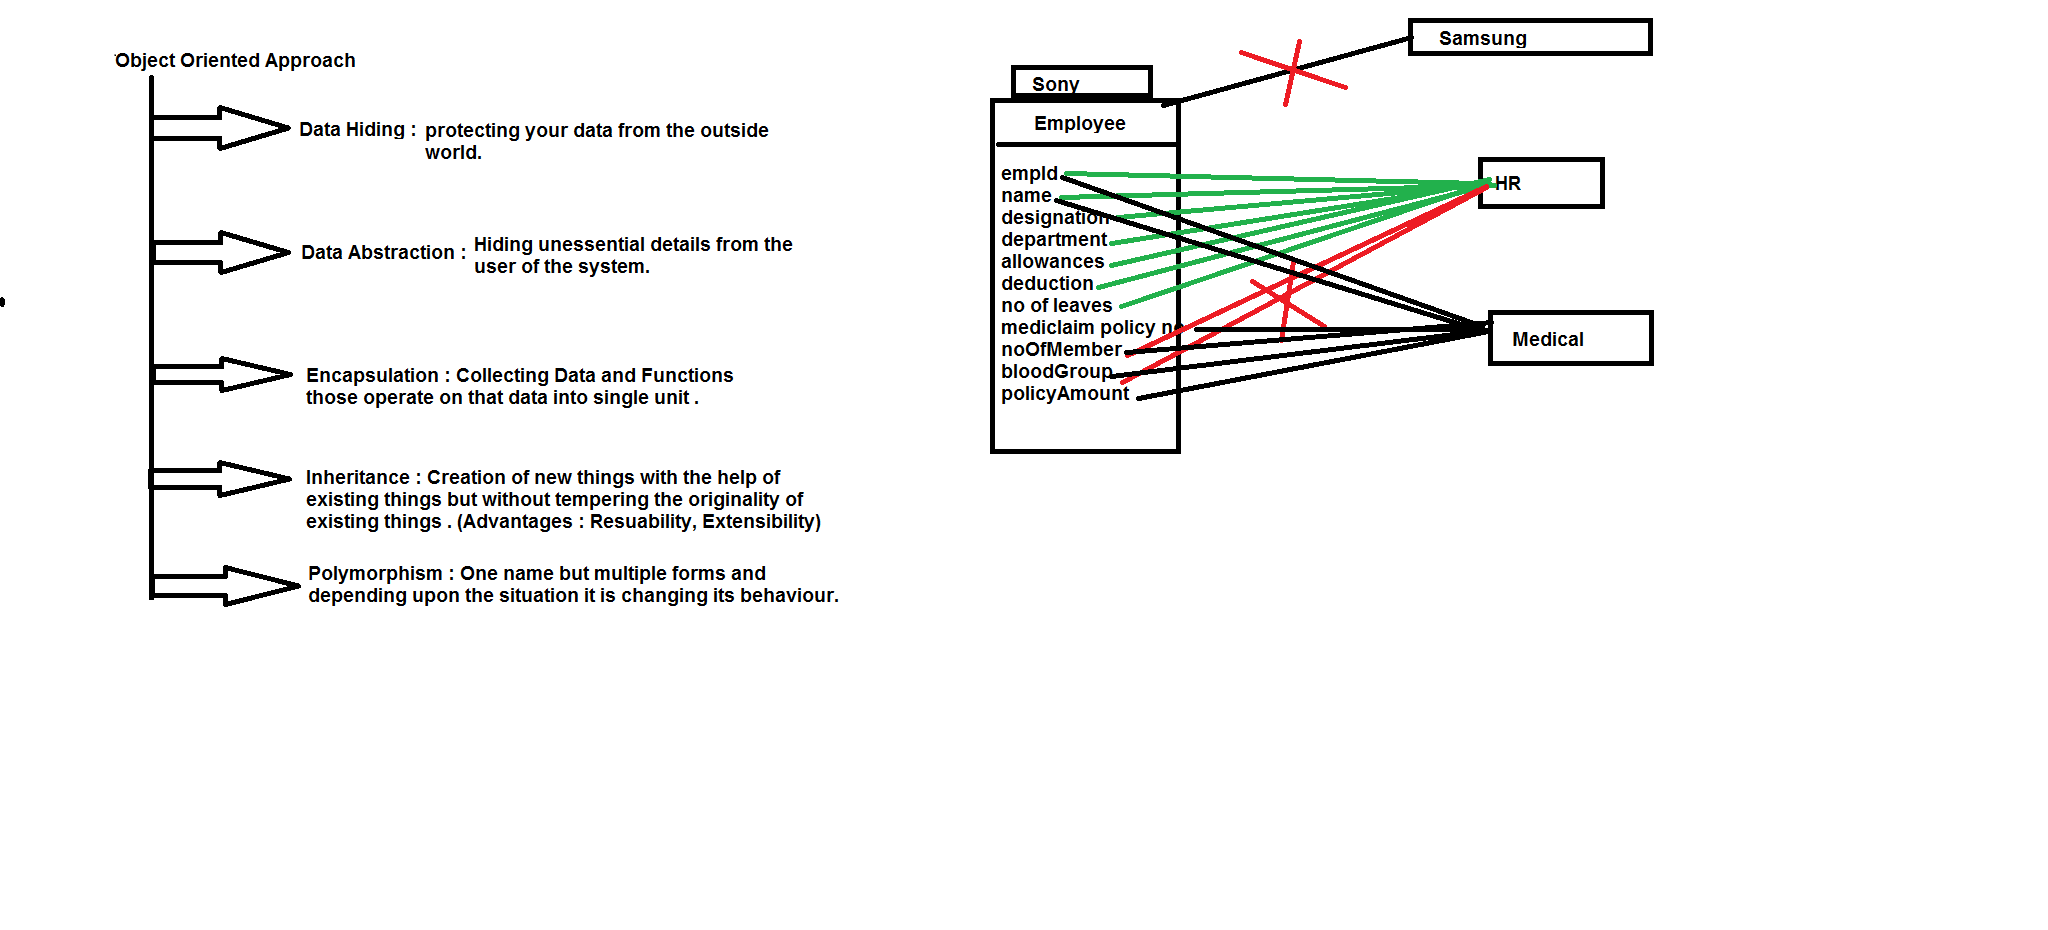 Object Oriented Approach
Data Hiding : protecting your data from the outside
world.
Data Abstraction : Hiding unessential details from the
user of the system.
Encapsulation : Collecting Data and Functions
those operate on that data into single unit .
Inheritance : Creation of new things with the help of
existing things but without tempering the originality of
existing things . (Advantages : Resuability, Extensibility)
Polymorphism : One name but multiple forms and
depending upon the situation it is changing its behaviour.
Samsung
Sony
Employee
empId
name
designation
department
allowances
deduction
no of leaves
mediclaim policy no
noOfMember
bloodGroup
policyAmount
HR
Medical